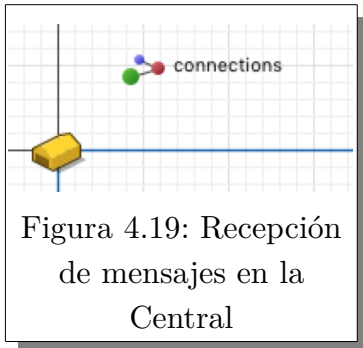 connections
Figura 4.19: Recepción
de mensajes en la
Central